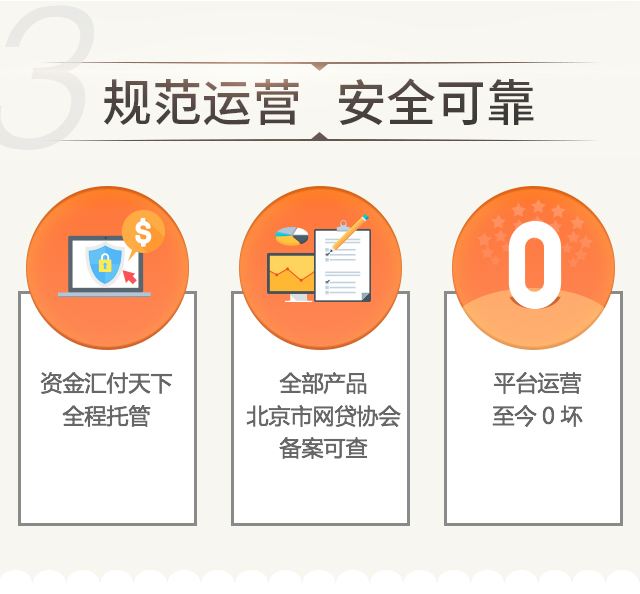 3
规范运营 安全可靠
$
0
资金汇付天下
全程托管
全部产品
北京市网贷协会
备案可查
平台运营
至今 0 坏